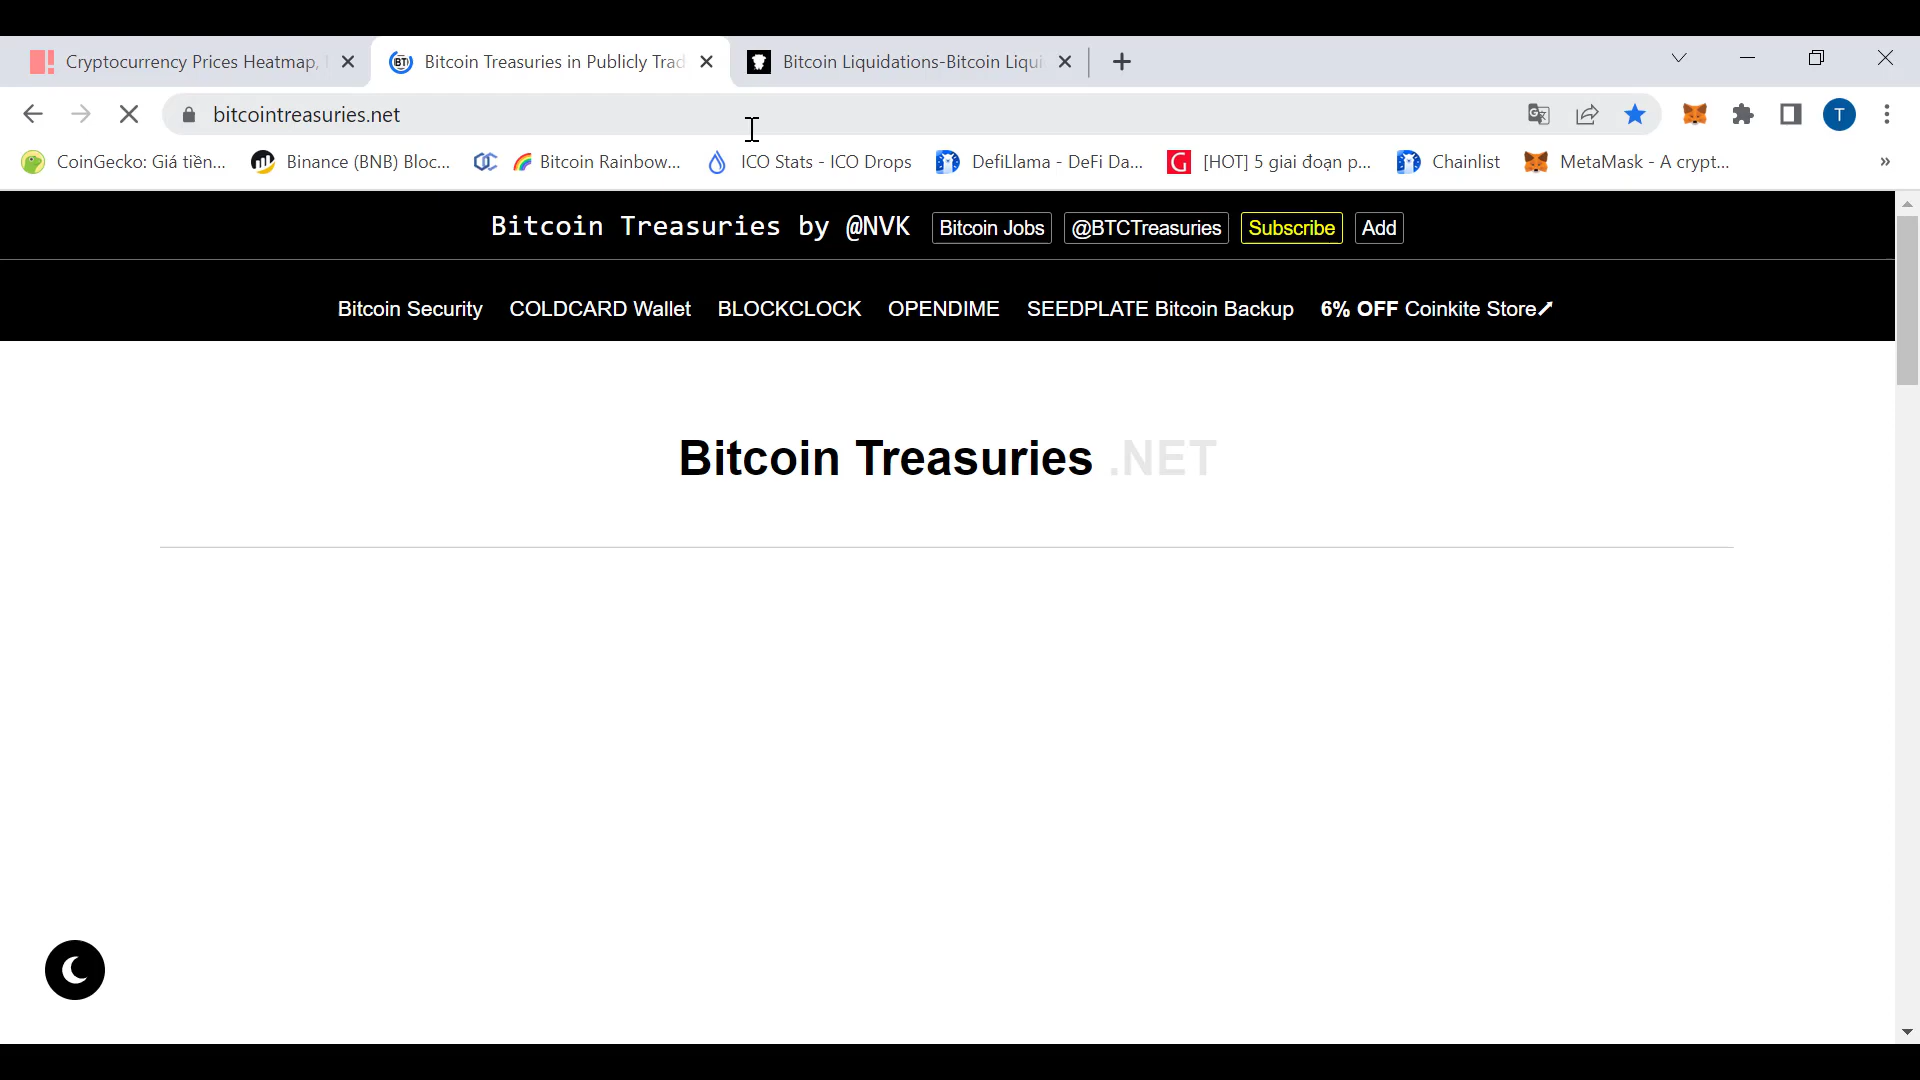 Cryptocurrency Prices Heatmap,
Bitcoin Treasuries in Publicly Trad
Bitcoin Liquidations-Bitcoin Liqui
bitcointreasuries.net
T
CoinGecko: Giá tiền...
Binance (BNB) Bloc...
Bitcoin Rainbow...
ICO Stats - ICO Drops
DefiLlama - DeFi Da...
[HOT] 5 giai đoạn p...
Chainlist
MetaMask - A crypt...
»
Bitcoin Treasuries by @NVK
Bitcoin Jobs
@BTCTreasuries
Subscribe
Add
Bitcoin Security
COLDCARD Wallet
BLOCKCLOCK
OPENDIME
SEEDPLATE Bitcoin Backup
6% OFF Coinkite Store↗
Bitcoin Treasuries .NET